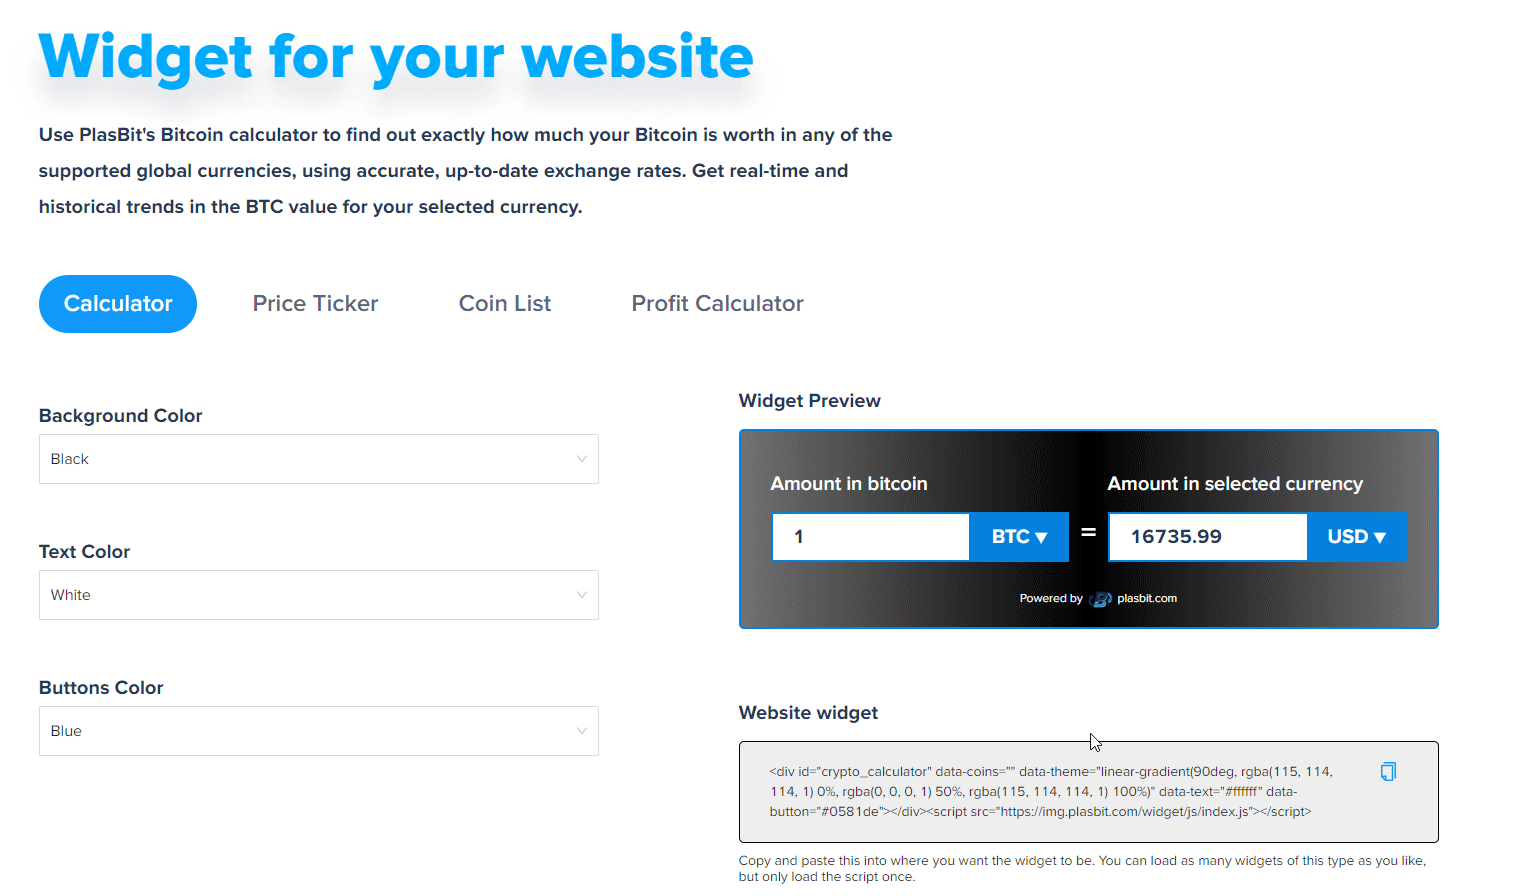 Widget for your website
Use PlasBit's Bitcoin calculator to find out exactly how much your Bitcoin is worth in any of the
supported global currencies, using accurate, up-to-date exchange rates. Get real-time and
historical trends in the BTC value for your selected currency.
Calculator
Price Ticker
Coin List
Profit Calculator
Background Color
Black
Text Color
White
Buttons Color
Blue
Widget Preview
Amount in bitcoin
1
BTC ▼
=
Amount in selected currency
16735.99
USD ▼
Powered by plasbit.com
Website widget
<div id="crypto_calculator" data-coins="" data-theme="linear-gradient(90deg, rgba(115, 114,
114, 1) 0%, rgba(0, 0, 0, 1) 50%, rgba(115, 114, 114, 1) 100%)" data-text="#ffffff" data-
button="#0581de"></div><script src="https://img.plasbit.com/widget/js/index.js"></script>
Copy and paste this into where you want the widget to be. You can load as many widgets of this type as you like,
but only load the script once.